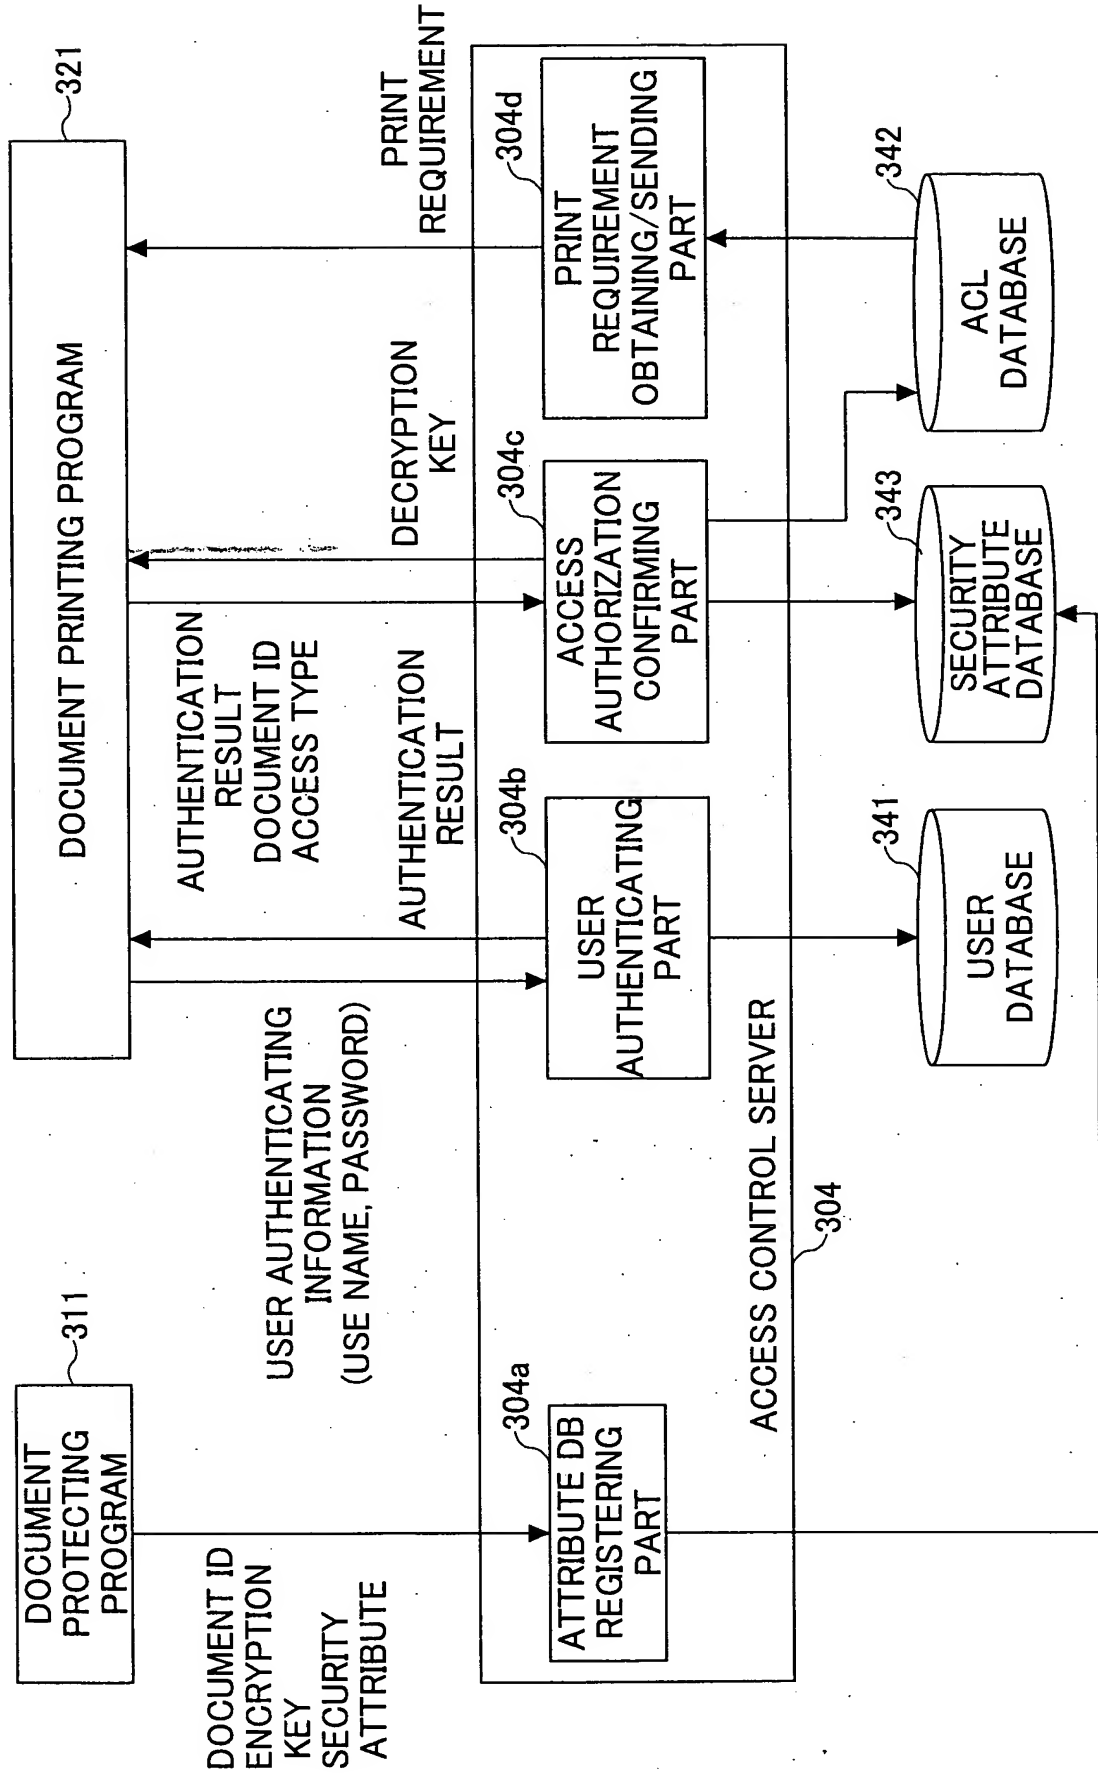 DOCUMENT
PROTECTING
PROGRAM
311
DOCUMENT PRINTING PROGRAM
321
DOCUMENT ID
ENCRYPTION
KEY
SECURITY
ATTRIBUTE
USER AUTHENTICATING
INFORMATION
(USE NAME, PASSWORD)
AUTHENTICATION
RESULT
AUTHENTICATION
RESULT
DOCUMENT ID
ACCESS TYPE
DECRYPTION
KEY
PRINT
REQUIREMENT
304a
ATTRIBUTE DB
REGISTERING
PART
304b
USER
AUTHENTICATING
PART
304c
ACCESS
AUTHORIZATION
CONFIRMING
PART
304d
PRINT
REQUIREMENT
OBTAINING/SENDING
PART
ACCESS CONTROL SERVER
304
341
USER
DATABASE
343
SECURITY
ATTRIBUTE
DATABASE
342
ACL
DATABASE